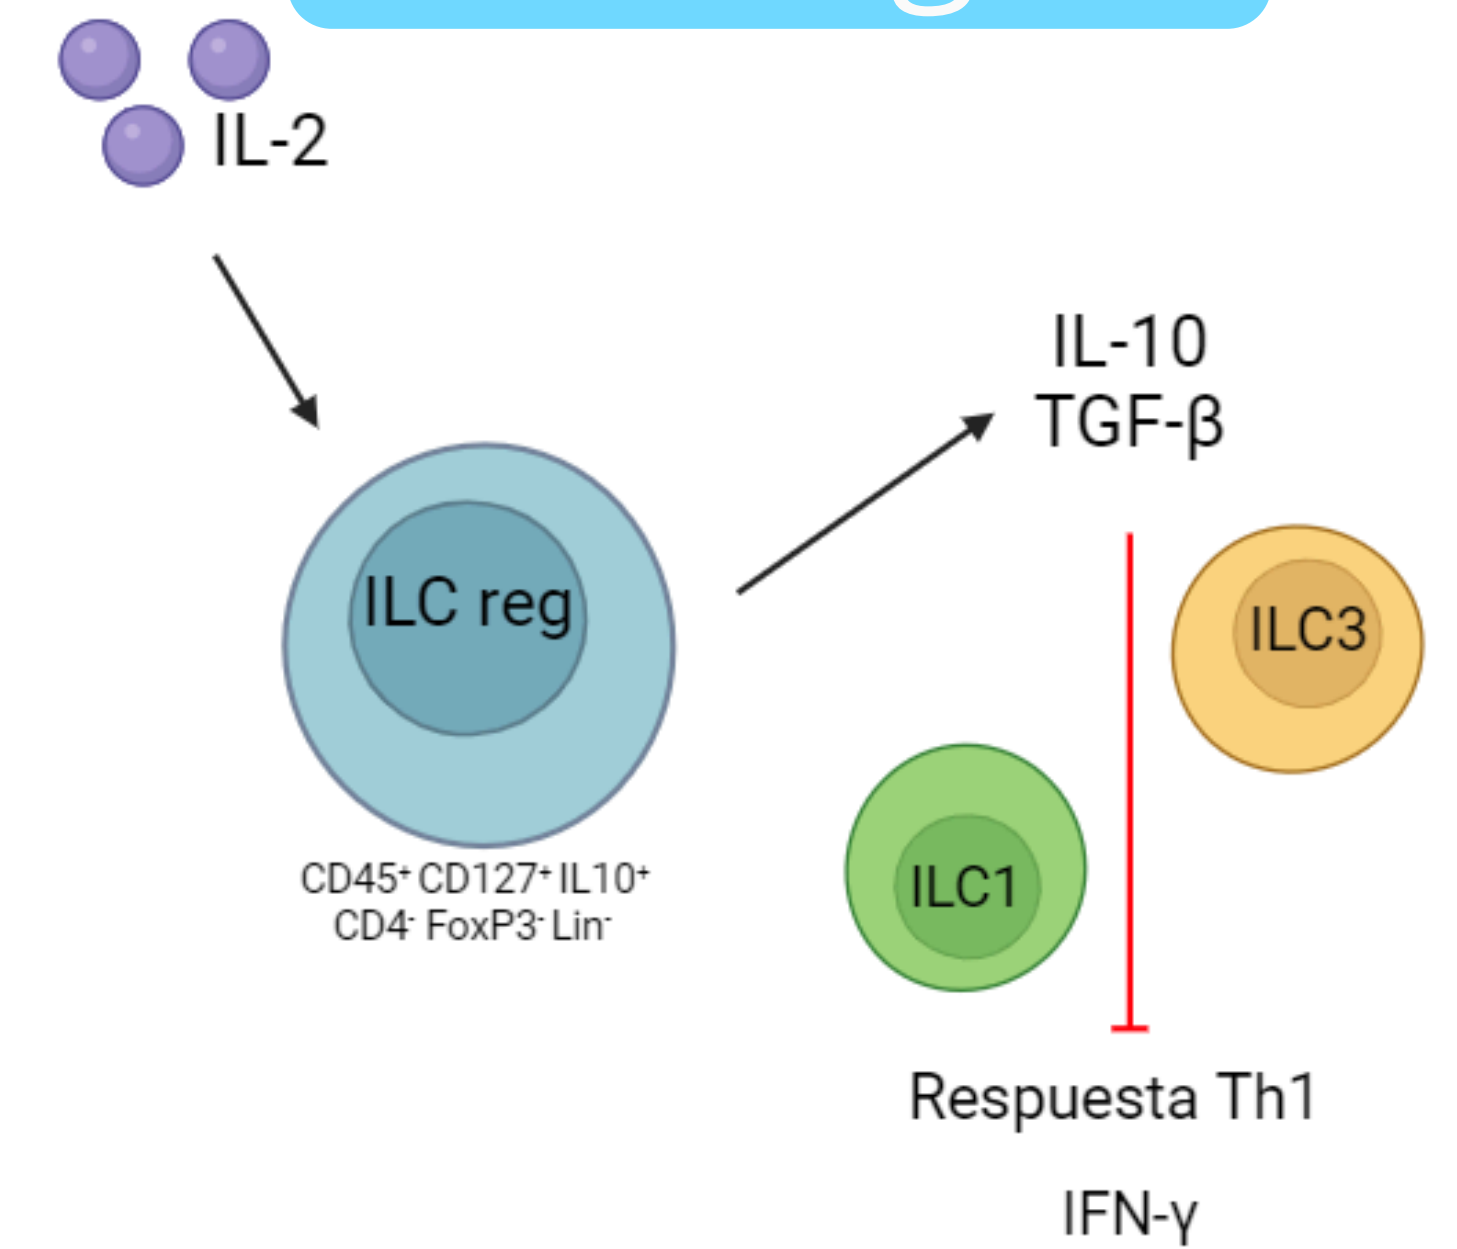 IL-2
IL-10
TGF-β
ILC reg
ILC3
ILC1
CD45⁺ CD127⁺ IL10⁺
CD4⁻ FoxP3⁻ Lin⁻
Respuesta Th1
IFN-γ